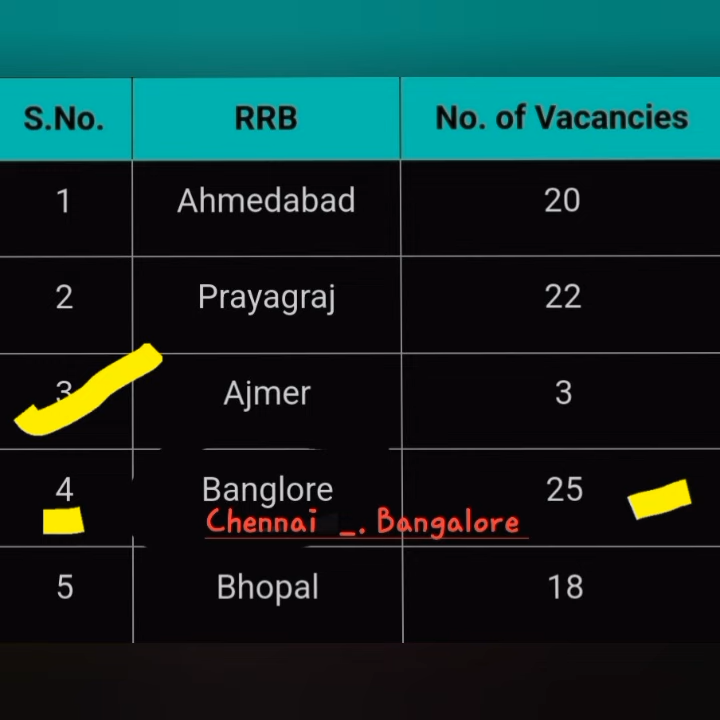 S.No. RRB No. of Vacancies
1 Ahmedabad 20
2 Prayagraj 22
3 Ajmer 3
4 Banglore 25
Chennai _. Bangalore
5 Bhopal 18